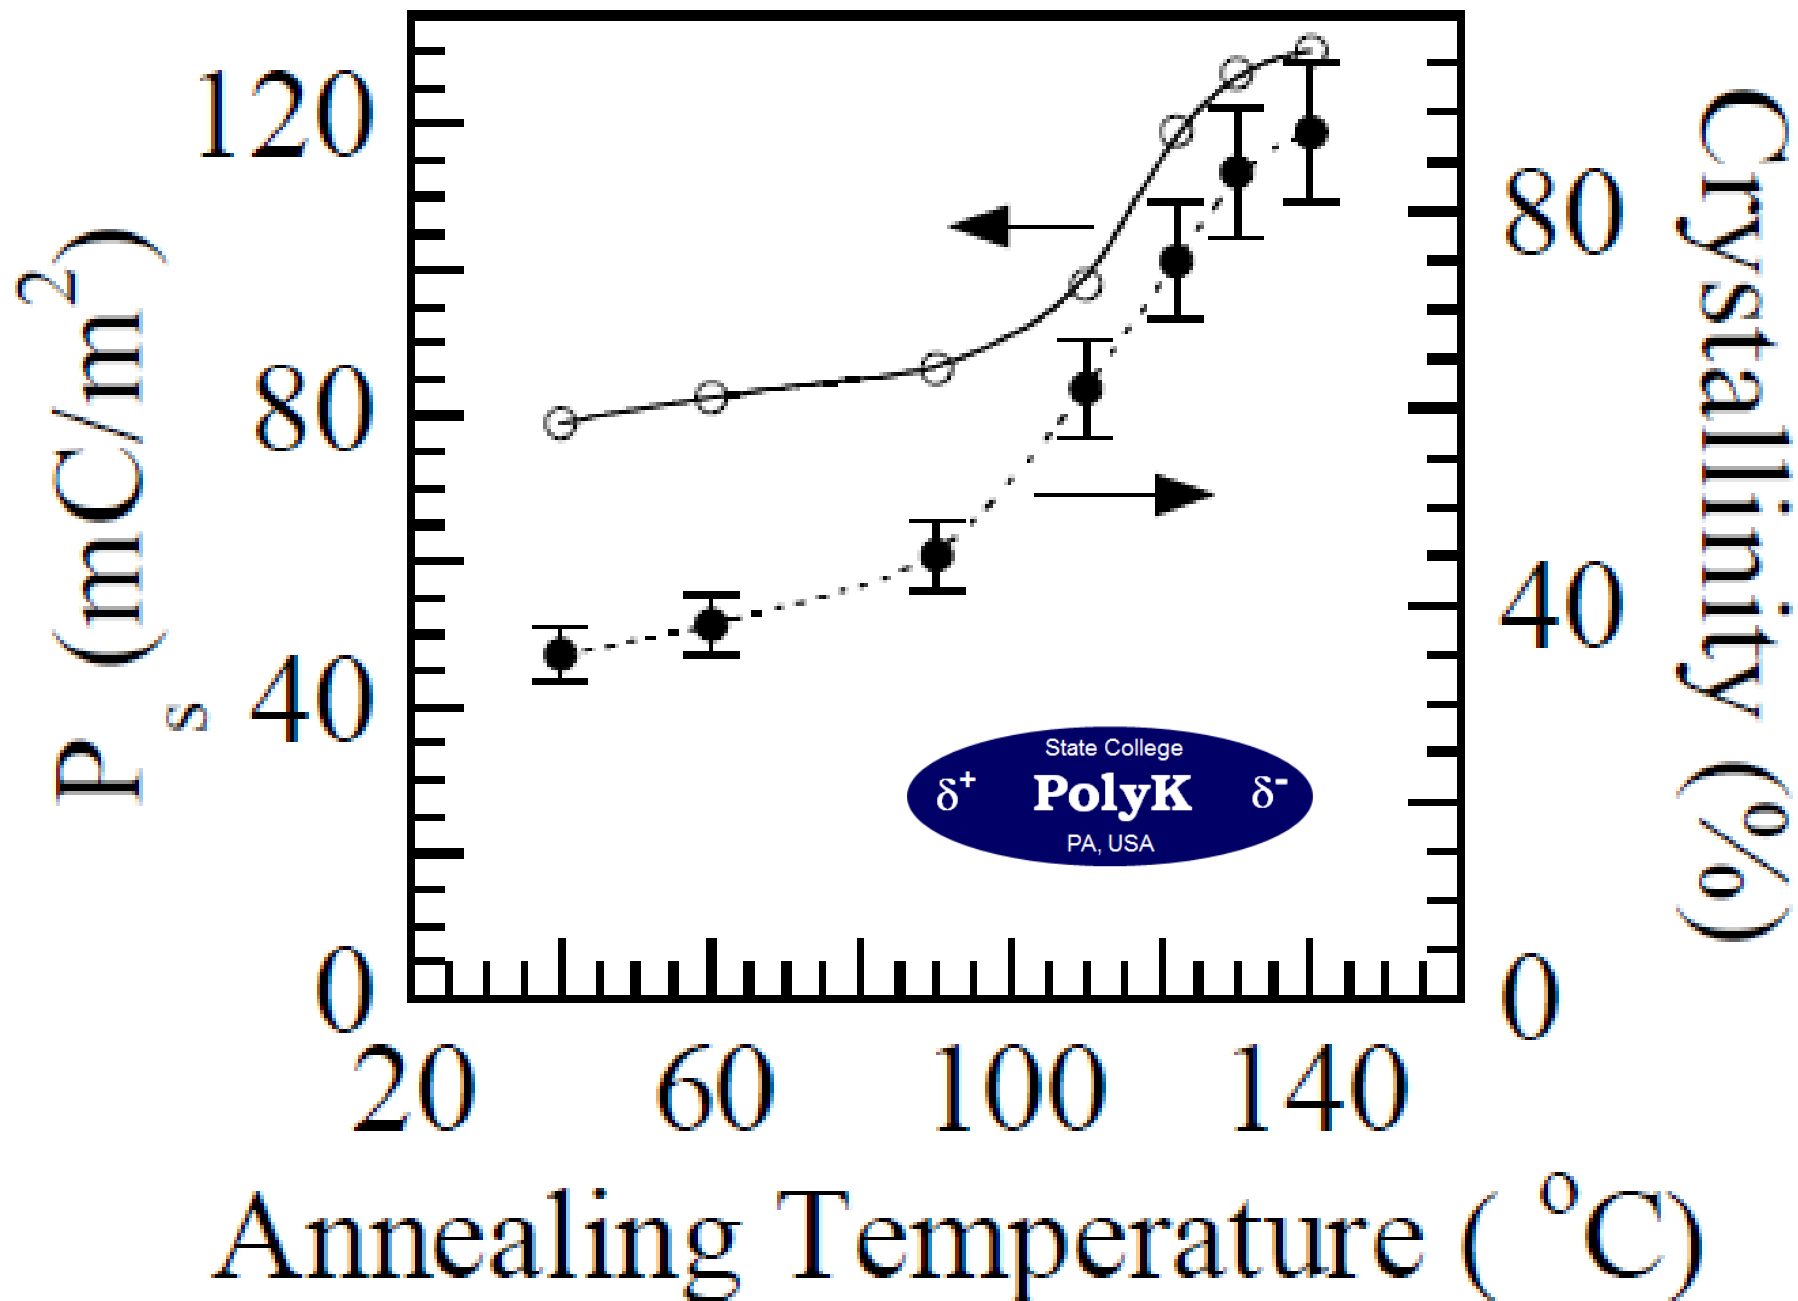 P s (mC/m2)
120
80
40
0
Crystallinity (%)
80
40
0
State College
δ+ PolyK δ-
PA, USA
20 60 100 140
Annealing Temperature ( oC)